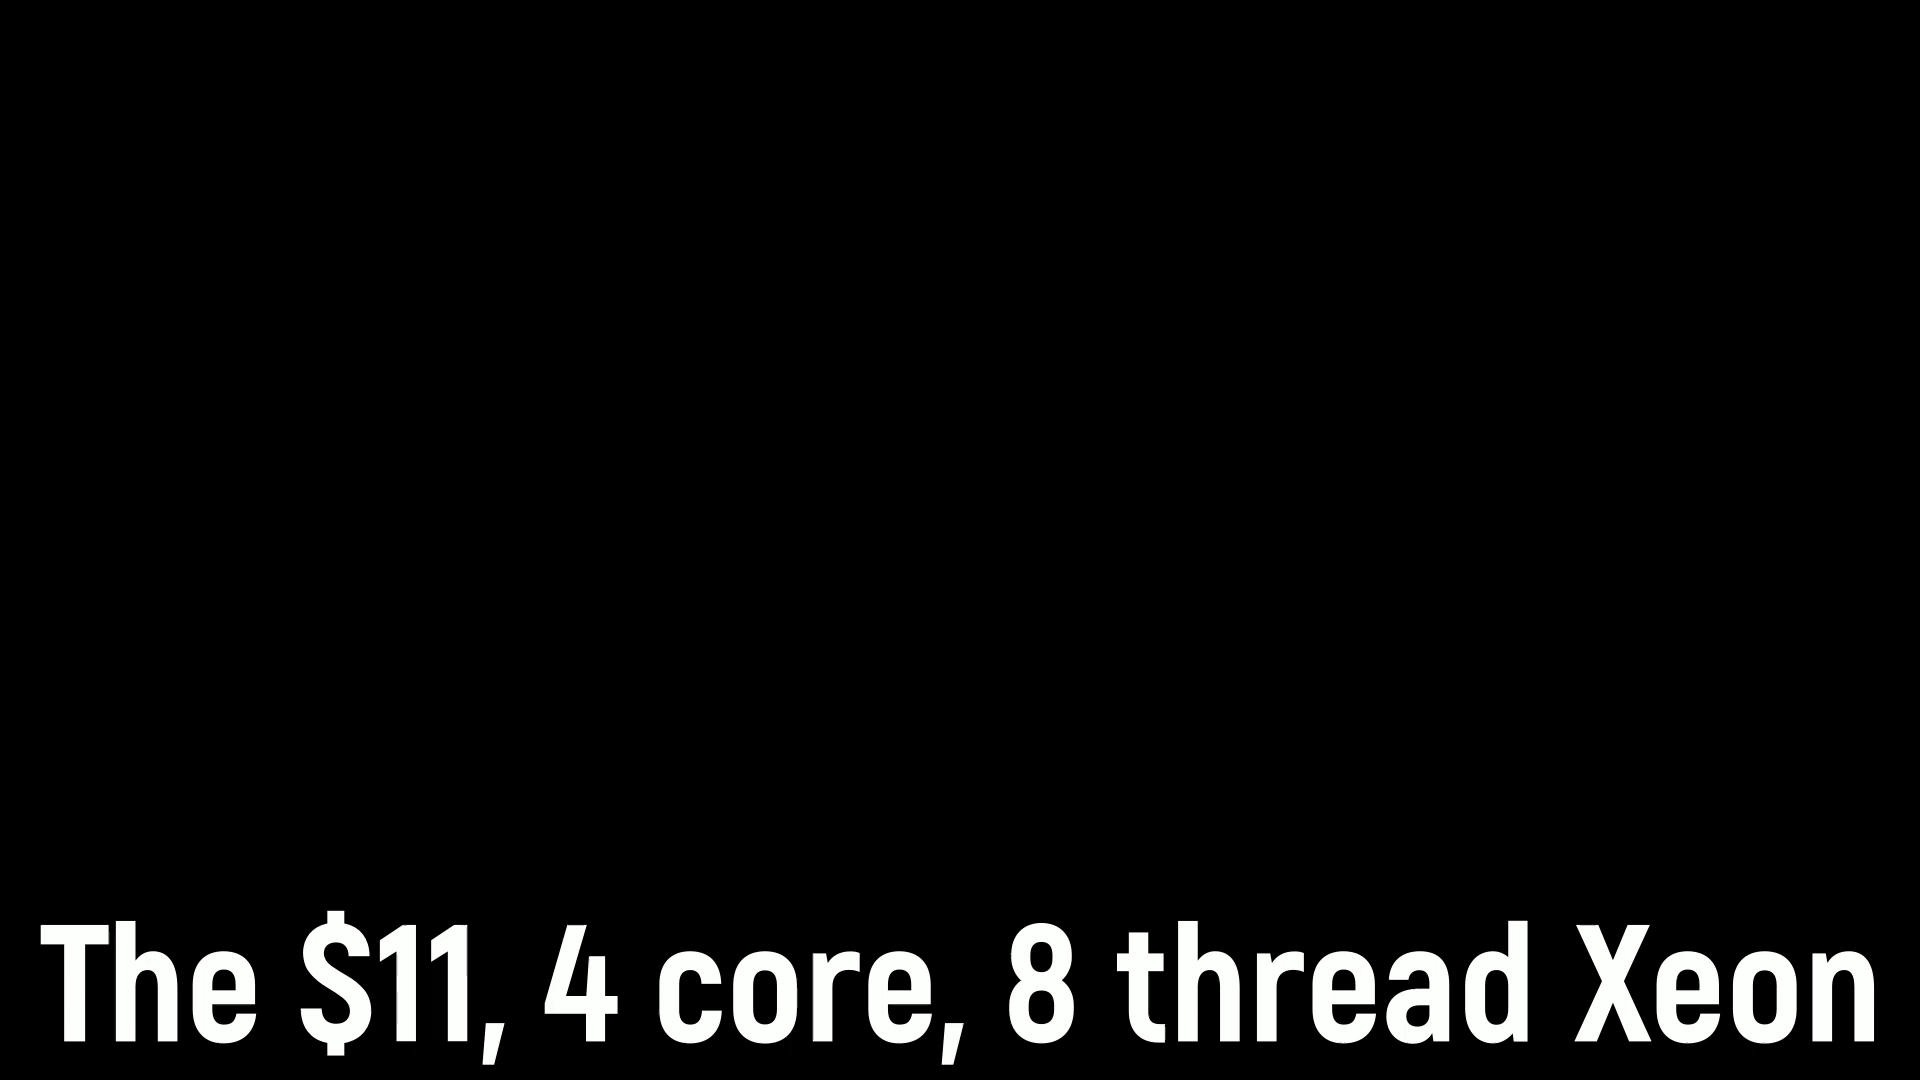 The $11, 4 core, 8 thread Xeon